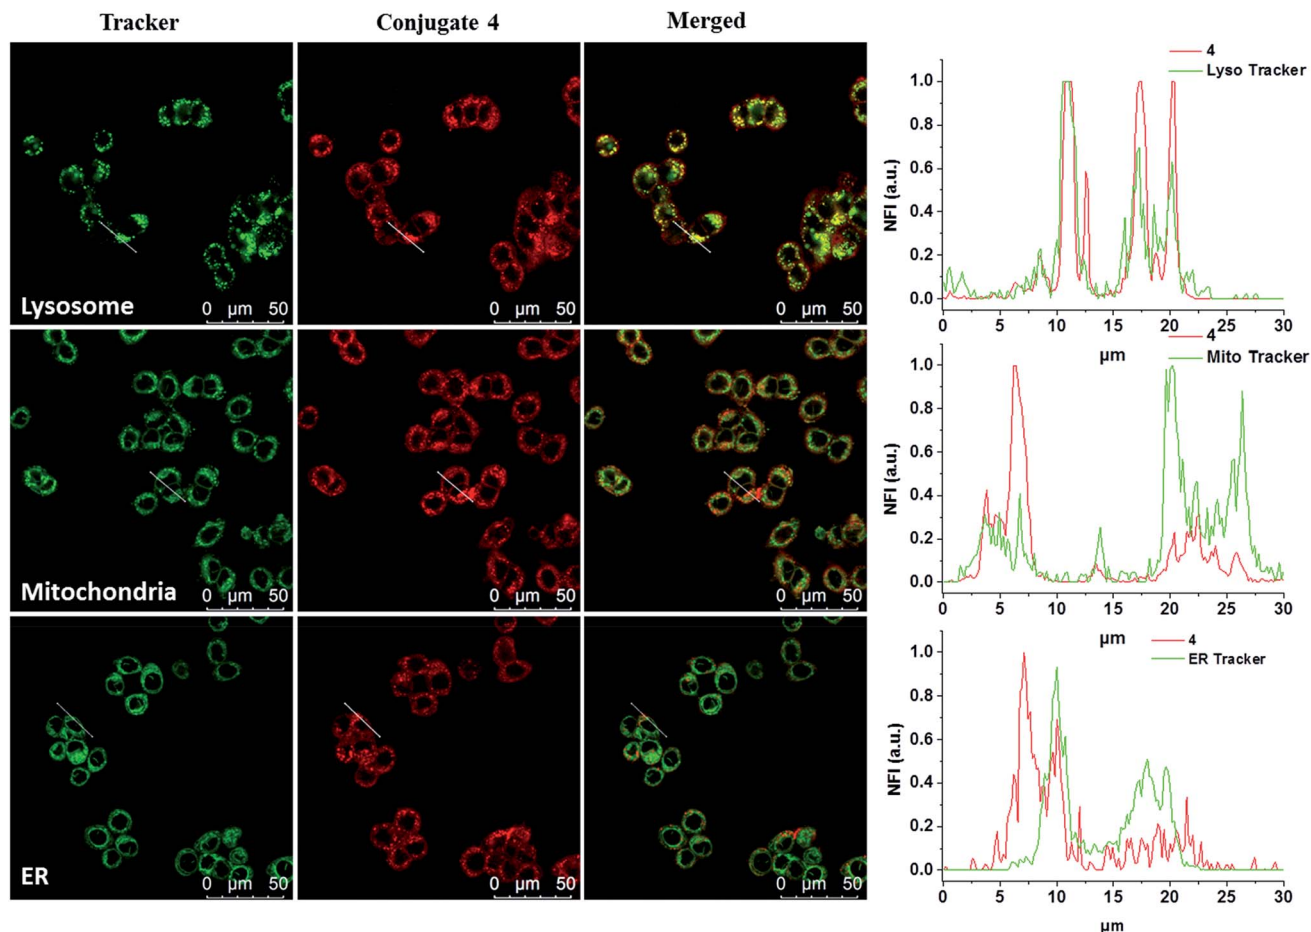 Tracker Conjugate 4 Merged
Lysosome
0 µm 50
0 µm 50
0 µm 50
4
Lyso Tracker
NFI (a.u.)
1.0
0.8
0.6
0.4
0.2
0.0
0 5 10 15 20 25 30
µm
Mitochondria
0 µm 50
0 µm 50
0 µm 50
4
Mito Tracker
NFI (a.u.)
1.0
0.8
0.6
0.4
0.2
0.0
0 5 10 15 20 25 30
µm
ER
0 µm 50
0 µm 50
0 µm 50
4
ER Tracker
NFI (a.u.)
1.0
0.8
0.6
0.4
0.2
0.0
0 5 10 15 20 25 30
µm